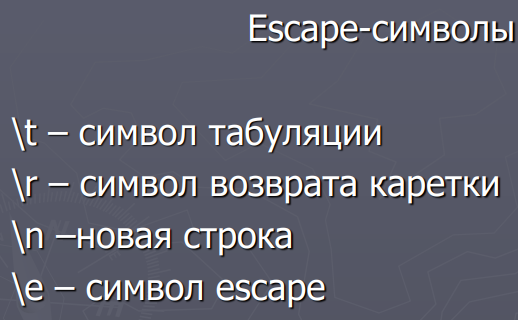 Escape-символы
\t – символ табуляции
\r – символ возврата каретки
\n –новая строка
\e – символ escape